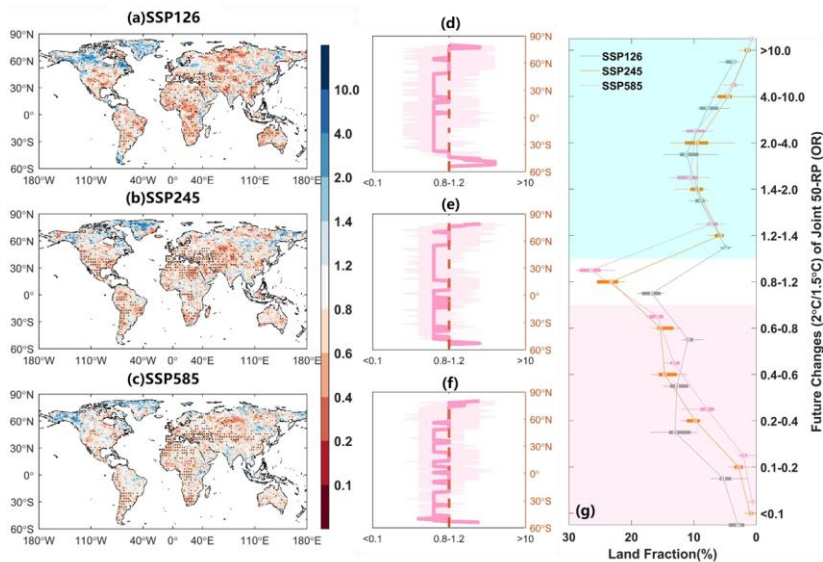 (a)SSP126
90°N
60°N
30°N
0°
30°S
60°S
180°W 110°W 40°W 0° 40°E 110°E 180°E
(b)SSP245
90°N
60°N
30°N
0°
30°S
60°S
180°W 110°W 40°W 0° 40°E 110°E 180°E
(c)SSP585
90°N
60°N
30°N
0°
30°S
60°S
180°W 110°W 40°W 0° 40°E 110°E 180°E
10.0
4.0
2.0
1.4
1.2
0.8
0.6
0.4
0.2
0.1
(d)
90°N
60°N
30°N
0°
30°S
60°S
<0.1 0.8-1.2 >10
(e)
90°N
60°N
30°N
0°
30°S
60°S
<0.1 0.8-1.2 >10
(f)
90°N
60°N
30°N
0°
30°S
60°S
<0.1 0.8-1.2 >10
SSP126
SSP245
SSP585
>10.0
4.0-10.0
2.0-4.0
1.4-2.0
1.2-1.4
0.8-1.2
0.6-0.8
0.4-0.6
0.2-0.4
0.1-0.2
<0.1
(g)
30 20 10 0
Land Fraction(%)
Future Changes (2°C/1.5°C) of Joint 50-RP (OR)